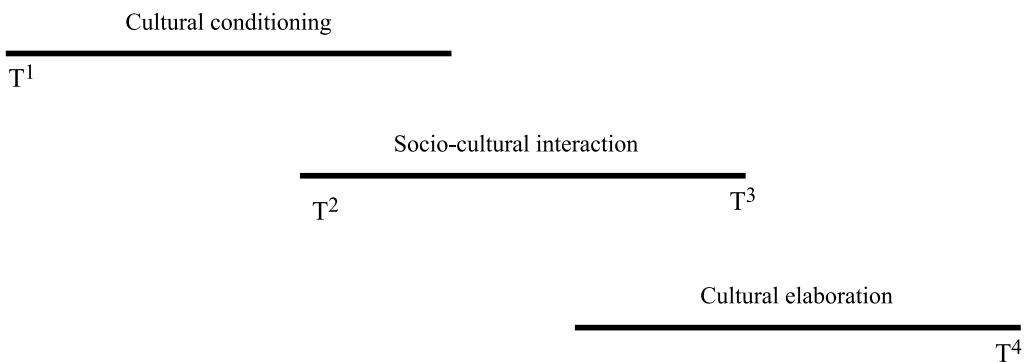 Cultural conditioning
T¹
Socio-cultural interaction
T² T³
Cultural elaboration
T⁴